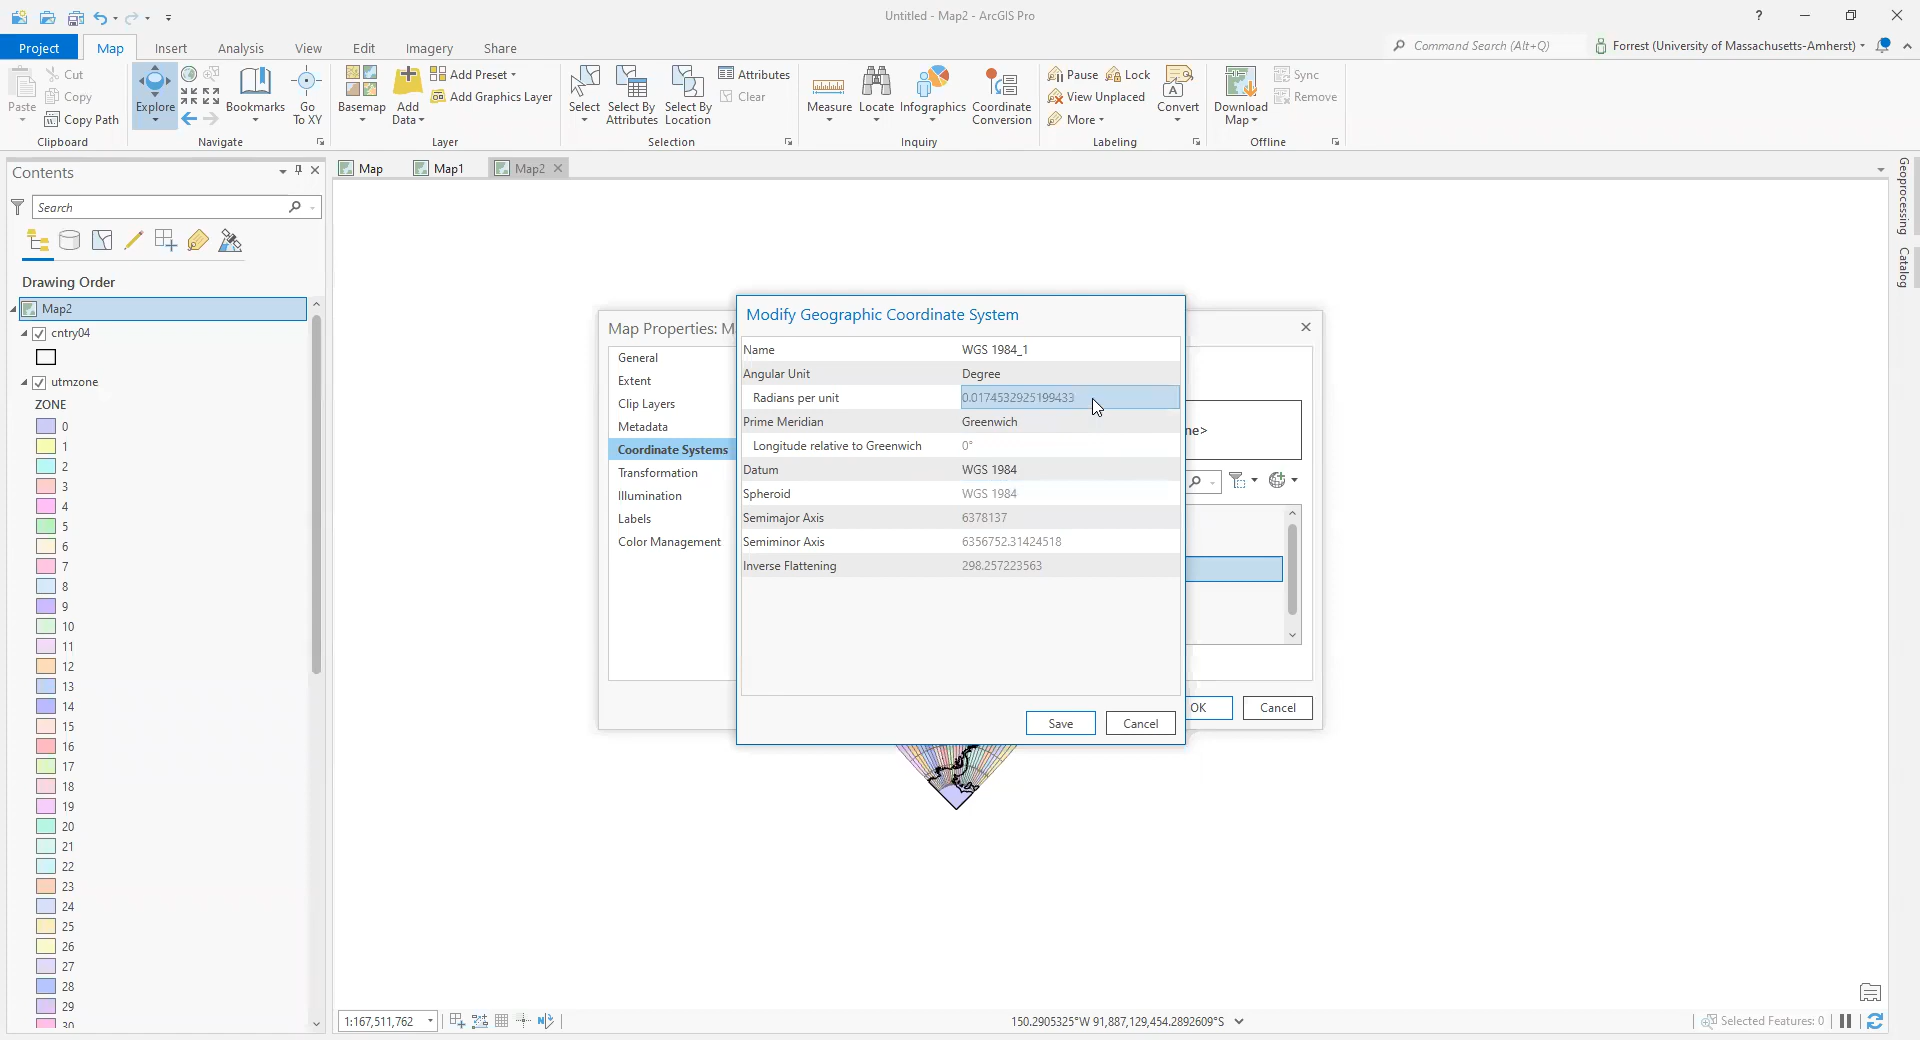 Untitled - Map2 - ArcGIS Pro
?
Project
Map
Insert
Analysis
View
Edit
Imagery
Share
Command Search (Alt+Q)
Forrest (University of Massachusetts-Amherst)
Paste
Cut
Copy
Copy Path
Clipboard
Explore
Bookmarks
Go To XY
Navigate
Basemap
Add Data
Add Preset
Add Graphics Layer
Layer
Select
Select By Attributes
Select By Location
Attributes
Clear
Selection
Measure
Locate
Infographics
Coordinate Conversion
Inquiry
Pause
Lock
View Unplaced
More
Convert
Labeling
Download Map
Sync
Remove
Offline
Contents
Search
Drawing Order
Map2
cntry04
utmzone
ZONE
0
1
2
3
4
5
6
7
8
9
10
11
12
13
14
15
16
17
18
19
20
21
22
23
24
25
26
27
28
29
30
Map
Map1
Map2
Geoprocessing
Catalog
Map Properties: M
General
Extent
Clip Layers
Metadata
Coordinate Systems
Transformation
Illumination
Labels
Color Management
ne>
OK
Cancel
Modify Geographic Coordinate System
Name WGS 1984_1
Angular Unit Degree
Radians per unit 0.0174532925199433
Prime Meridian Greenwich
Longitude relative to Greenwich 0°
Datum WGS 1984
Spheroid WGS 1984
Semimajor Axis 6378137
Semiminor Axis 6356752.31424518
Inverse Flattening 298.257223563
Save
Cancel
1:167,511,762
150.2905325°W 91,887,129,454.2892609°S
Selected Features: 0